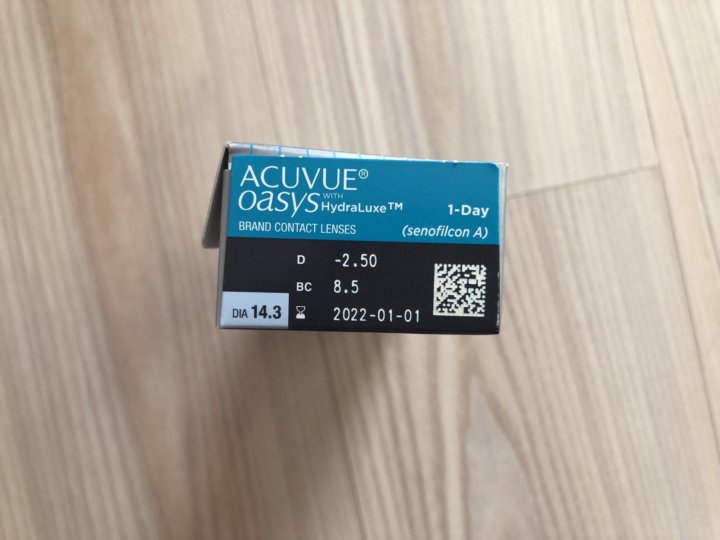 ACUVUE®
oasys WITH HydraLuxe™ 1-Day
BRAND CONTACT LENSES (senofilcon A)
D -2.50
BC 8.5
DIA 14.3 2022-01-01